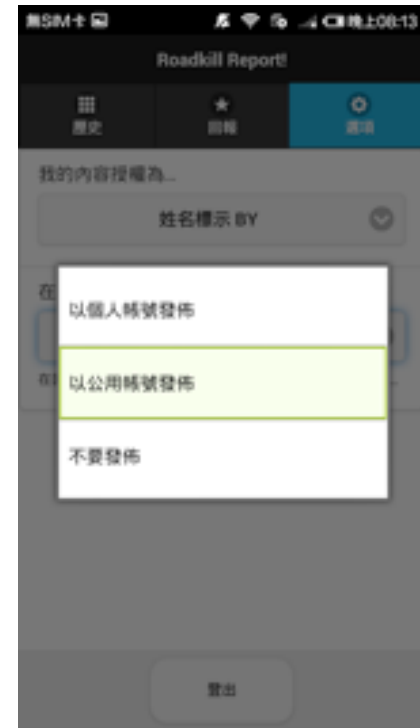 無SIM卡 晚上08:13
Roadkill Report!
歷史 回報 選項
我的內容授權為...
姓名標示 BY
在
以個人帳號發佈
以公用帳號發佈
在
不要發佈
登出